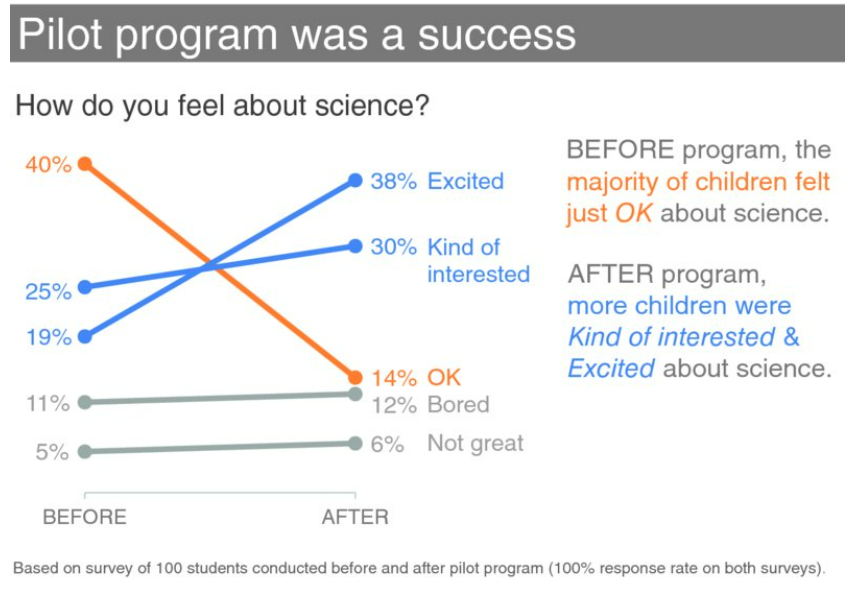 Pilot program was a success
How do you feel about science?
40%
25%
19%
11%
5%
38% Excited
30% Kind of
interested
14% OK
12% Bored
6% Not great
BEFORE
AFTER
BEFORE program, the
majority of children felt
just OK about science.
AFTER program,
more children were
Kind of interested &
Excited about science.
Based on survey of 100 students conducted before and after pilot program (100% response rate on both surveys).